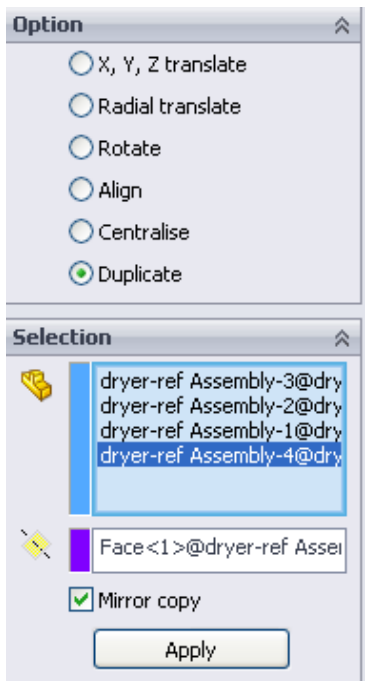 Option
X, Y, Z translate
Radial translate
Rotate
Align
Centralise
Duplicate
Selection
dryer-ref Assembly-3@dry
dryer-ref Assembly-2@dry
dryer-ref Assembly-1@dry
dryer-ref Assembly-4@dry
Face<1>@dryer-ref Asser
Mirror copy
Apply